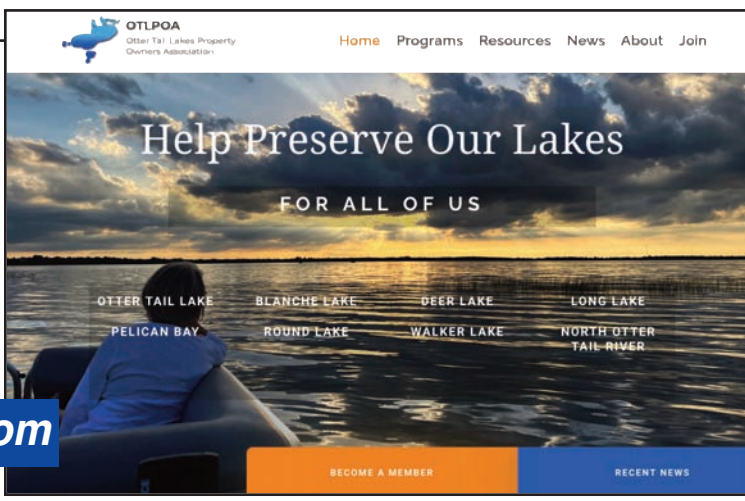 OTLPOA
Otter Tail Lakes Property
Owners Association
Home Programs Resources News About Join
Help Preserve Our Lakes
FOR ALL OF US
OTTER TAIL LAKE BLANCHE LAKE DEER LAKE LONG LAKE
PELICAN BAY ROUND LAKE WALKER LAKE NORTH OTTER
TAIL RIVER
om
BECOME A MEMBER RECENT NEWS